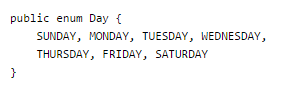 public enum Day {
    SUNDAY, MONDAY, TUESDAY, WEDNESDAY,
    THURSDAY, FRIDAY, SATURDAY
}